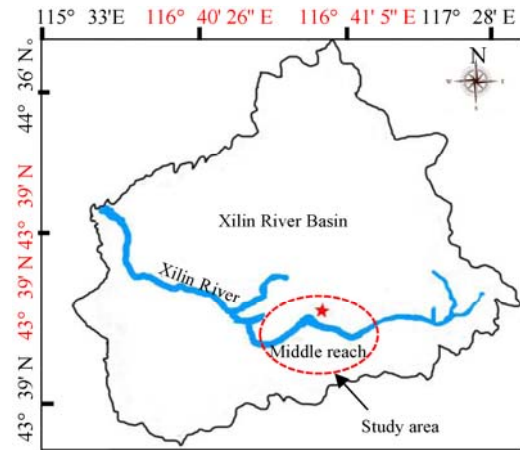 115° 33′E 116° 40′ 26″ E 116° 41′ 5″ E 117° 28′ E
N
44° 36′ N
43° 39′ N
43° 39′ N
43° 39′ N
Xilin River Basin
Xilin River
Middle reach
Study area